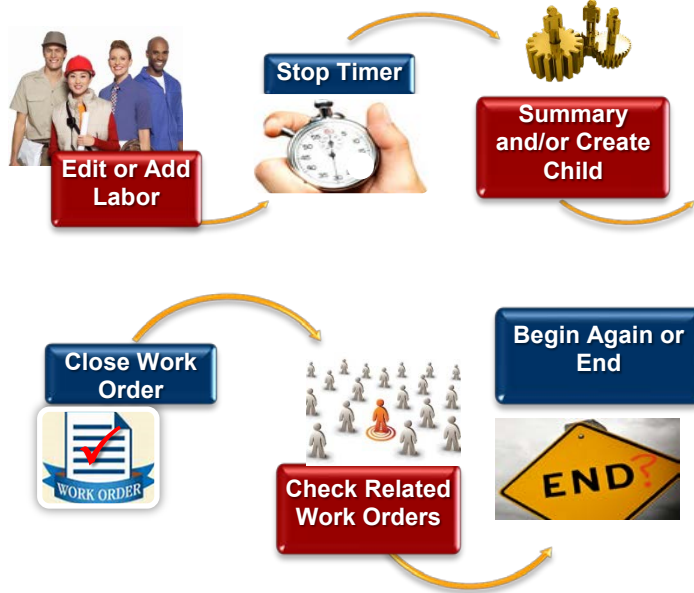 Stop Timer
Summary
and/or Create
Child
Edit or Add
Labor
Close Work
Order
WORK ORDER
Check Related
Work Orders
Begin Again or
End
END?